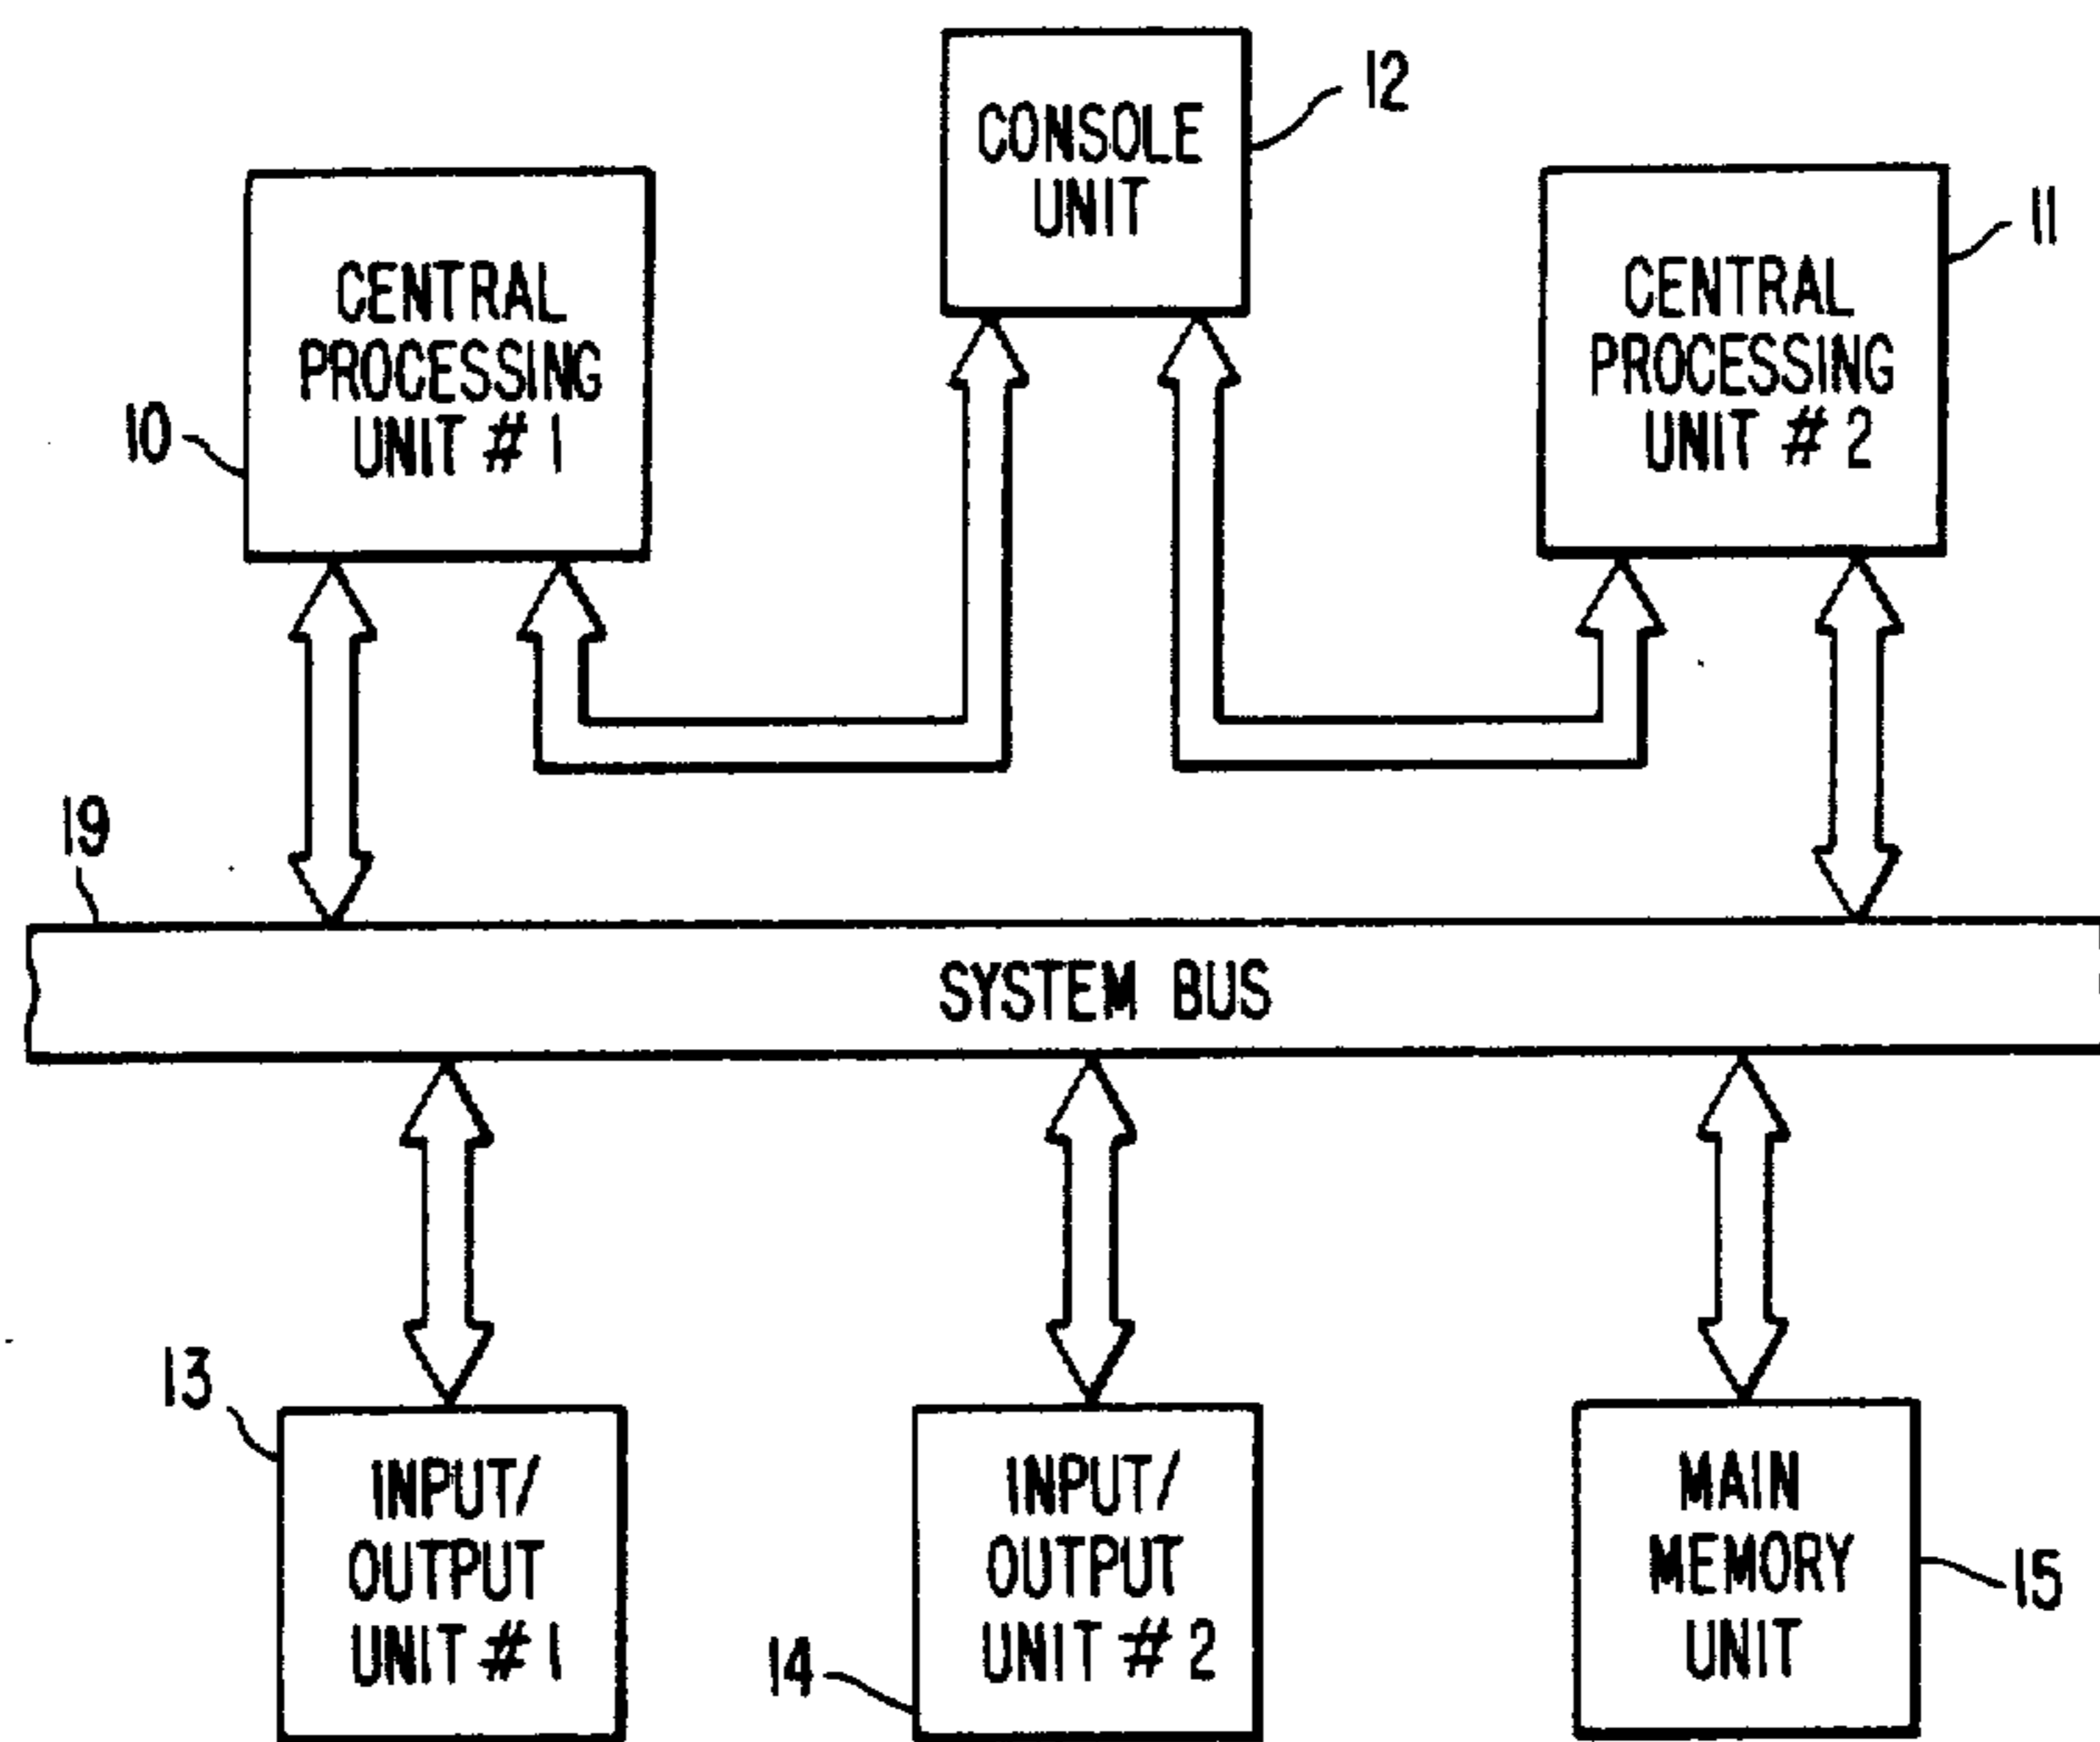 CONSOLE
UNIT
12
CENTRAL
PROCESSING
UNIT # 1
10
CENTRAL
PROCESSING
UNIT # 2
11
19
SYSTEM BUS
13
INPUT/
OUTPUT
UNIT # 1
14
INPUT/
OUTPUT
UNIT # 2
MAIN
MEMORY
UNIT
15